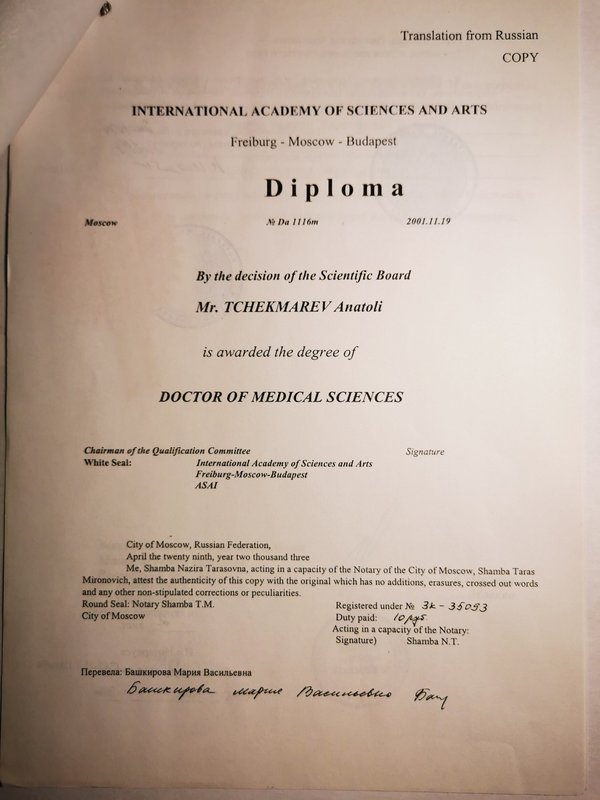 Translation from Russian
COPY
INTERNATIONAL ACADEMY OF SCIENCES AND ARTS
Freiburg - Moscow - Budapest
Diploma
Moscow № Da 1116m 2001.11.19
By the decision of the Scientific Board
Mr. TCHEKMAREV Anatoli
is awarded the degree of
DOCTOR OF MEDICAL SCIENCES
Chairman of the Qualification Committee Signature
White Seal: International Academy of Sciences and Arts
Freiburg-Moscow-Budapest
ASAI
City of Moscow, Russian Federation,
April the twenty ninth, year two thousand three
Me, Shamba Nazira Tarasovna, acting in a capacity of the Notary of the City of Moscow, Shamba Taras
Mironovich, attest the authenticity of this copy with the original which has no additions, erasures, crossed out words
and any other non-stipulated corrections or peculiarities.
Round Seal: Notary Shamba T.M. Registered under № 3к - 35093
City of Moscow Duty paid: 10 руб
Acting in a capacity of the Notary:
Signature) Shamba N.T.
Перевела: Башкирова Мария Васильевна
Башкирова Мария Васильевна